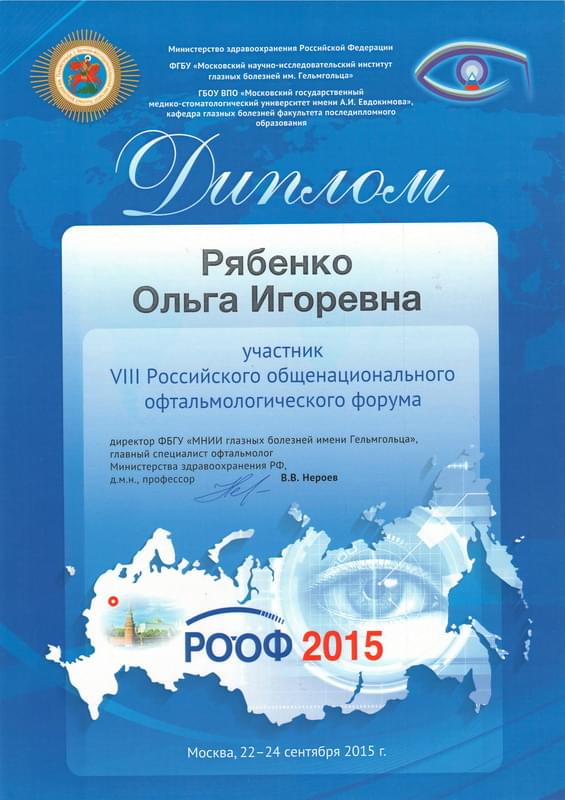 Министерство здравоохранения Российской Федерации
ФГБУ «Московский научно-исследовательский институт
глазных болезней им. Гельмгольца»
ГБОУ ВПО «Московский государственный
медико-стоматологический университет имени А.И. Евдокимова»,
кафедра глазных болезней факультета последипломного
образования
Диплом
Рябенко
Ольга Игоревна
участник
VIII Российского общенационального
офтальмологического форума
директор ФБГУ «МНИИ глазных болезней имени Гельмгольца»,
главный специалист офтальмолог
Министерства здравоохранения РФ,
д.м.н., профессор В.В. Нероев
РООФ 2015
Москва, 22–24 сентября 2015 г.